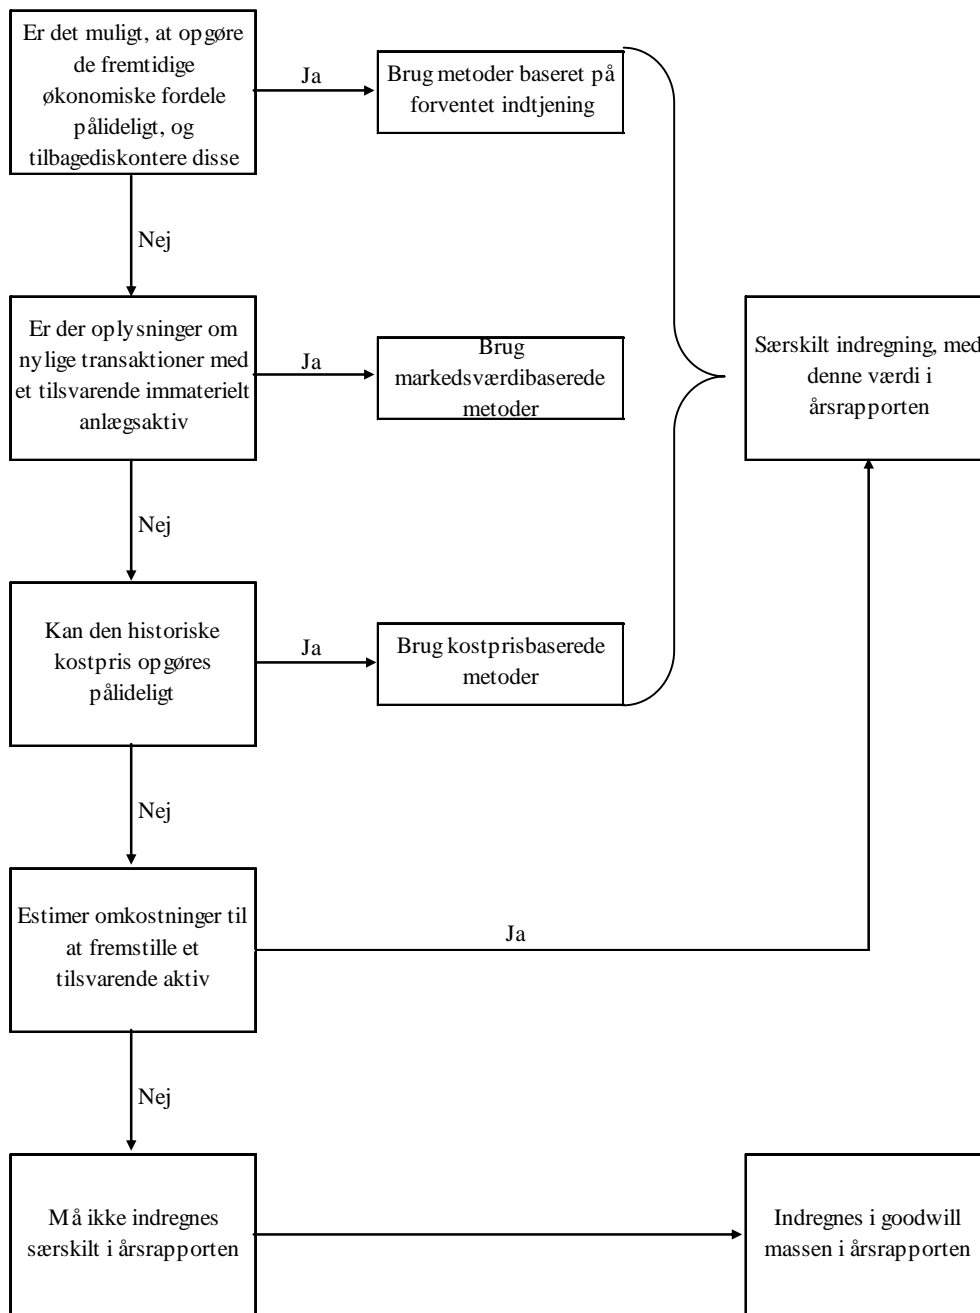 Er det muligt, at opgøre
de fremtidige
økonomiske fordele
pålideligt, og
tilbagediskontere disse
Ja
Brug metoder baseret på
forventet indtjening
Nej
Er der oplysninger om
nylige transaktioner med
et tilsvarende immaterielt
anlægsaktiv
Ja
Brug
markedsværdibaserede
metoder
Særskilt indregning, med
denne værdi i
årsrapporten
Nej
Kan den historiske
kostpris opgøres
pålideligt
Ja
Brug kostprisbaserede
metoder
Nej
Estimer omkostninger til
at fremstille et
tilsvarende aktiv
Ja
Nej
Må ikke indregnes
særskilt i årsrapporten
Indregnes i goodwill
massen i årsrapporten